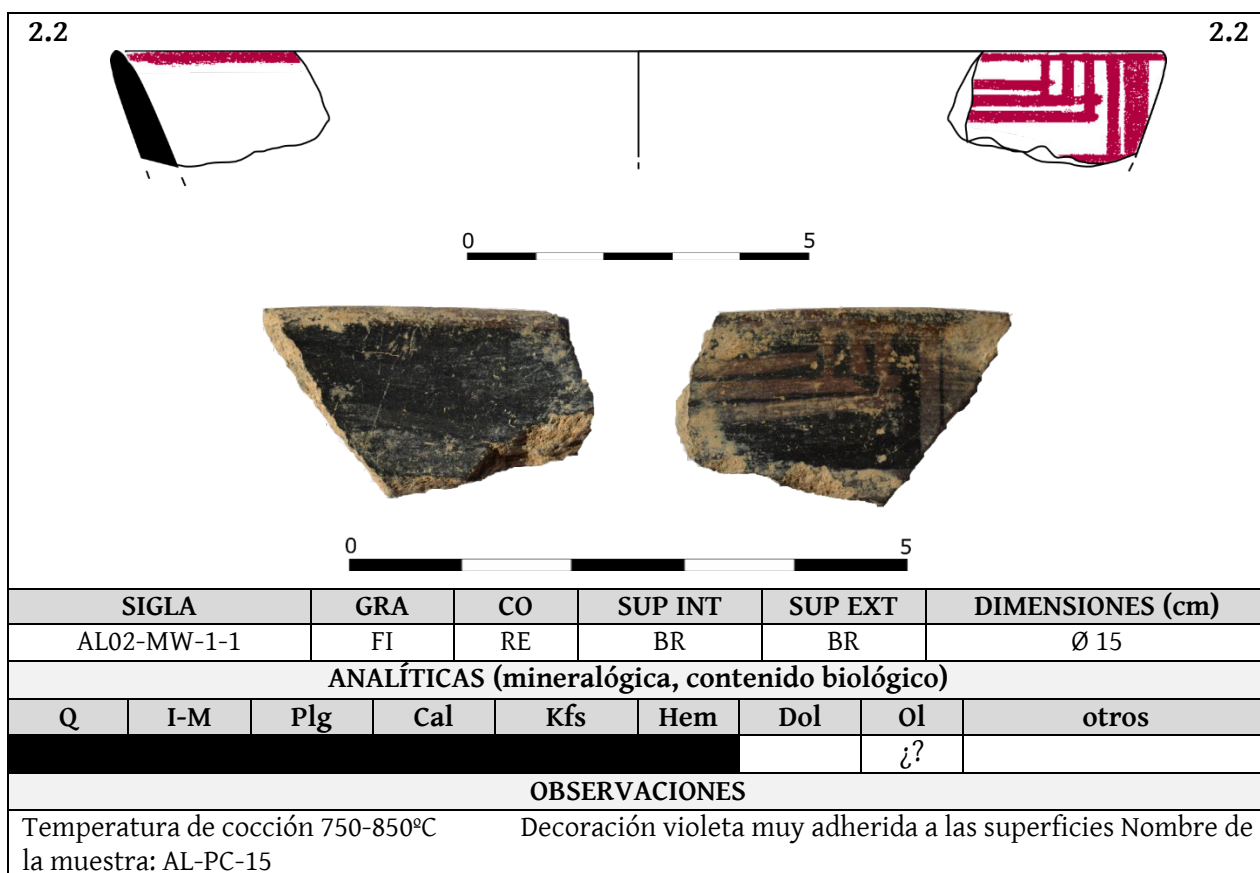 2.2 2.2
0 5
0 5
SIGLA GRA CO SUP INT SUP EXT DIMENSIONES (cm)
AL02-MW-1-1 FI RE BR BR Ø 15
ANALÍTICAS (mineralógica, contenido biológico)
Q I-M Plg Cal Kfs Hem Dol Ol otros
¿?
OBSERVACIONES
Temperatura de cocción 750-850ºC Decoración violeta muy adherida a las superficies Nombre de
la muestra: AL-PC-15